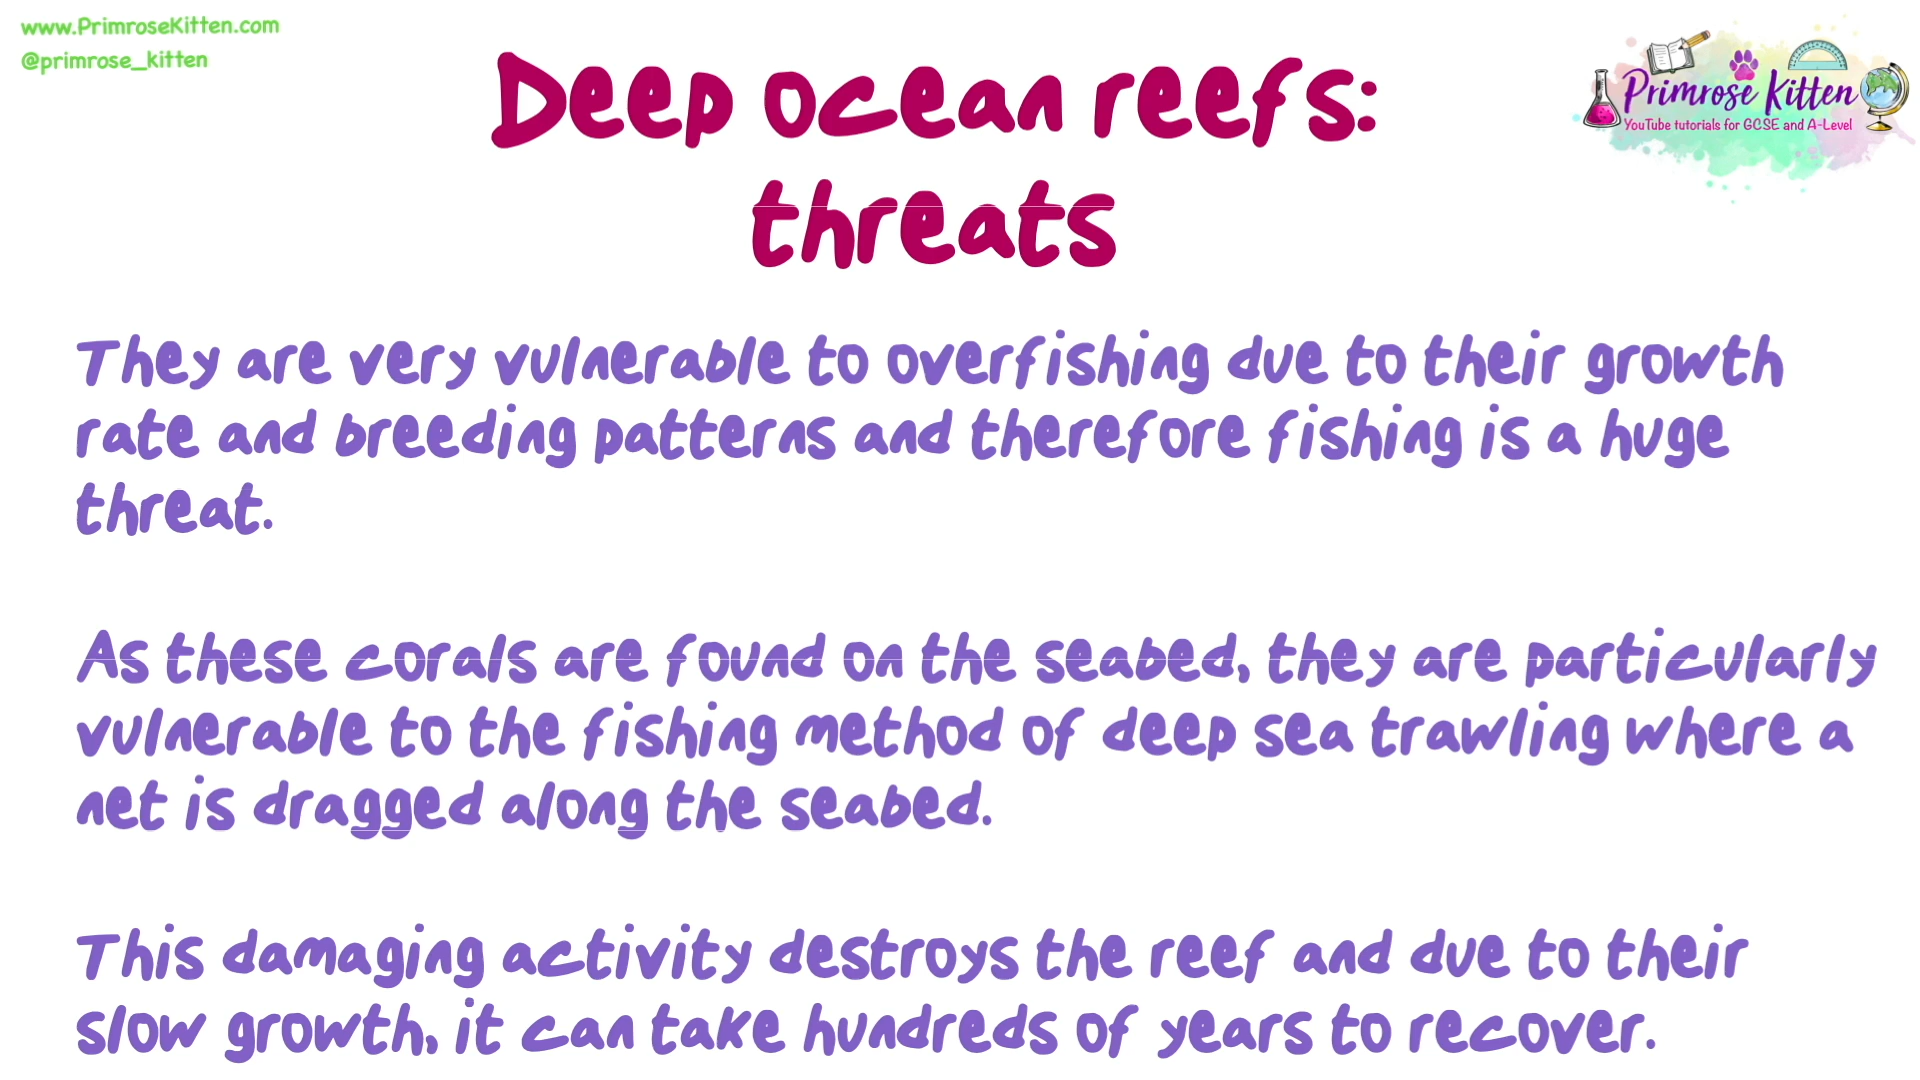 www.PrimroseKitten.com
@primrose_kitten
Primrose Kitten
YouTube tutorials for GCSE and A-Level
Deep ocean reefs:
threats
They are very vulnerable to overfishing due to their growth
rate and breeding patterns and therefore fishing is a huge
threat.
As these corals are found on the seabed, they are particularly
vulnerable to the fishing method of deep sea trawling where a
net is dragged along the seabed.
This damaging activity destroys the reef and due to their
slow growth, it can take hundreds of years to recover.